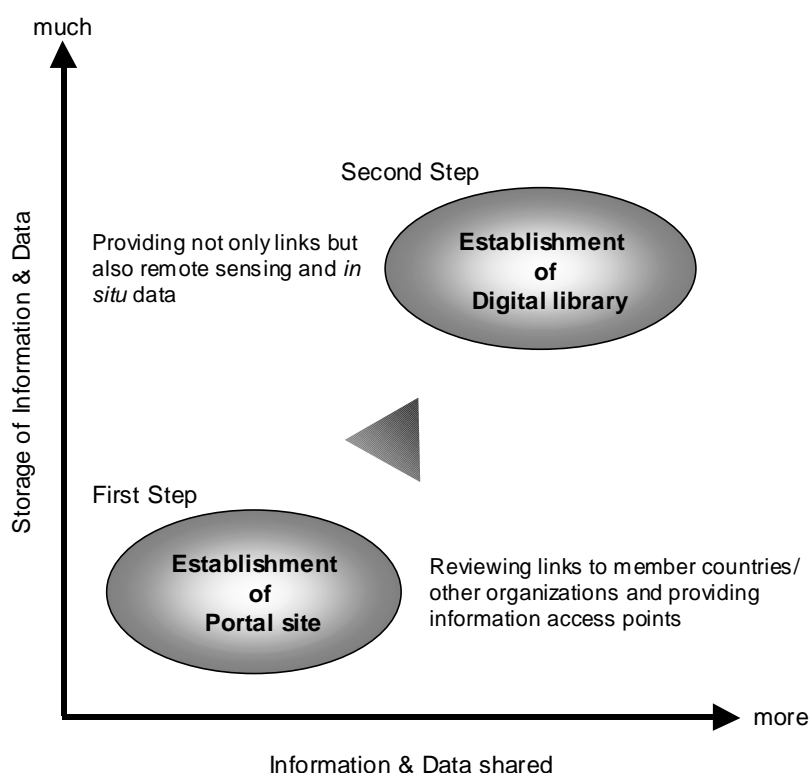 much
Second Step
Establishment
of
Digital library
Providing not only links but
also remote sensing and in
situ data
Storage of Information & Data
First Step
Establishment
of
Portal site
Reviewing links to member countries/
other organizations and providing
information access points
more
Information & Data shared